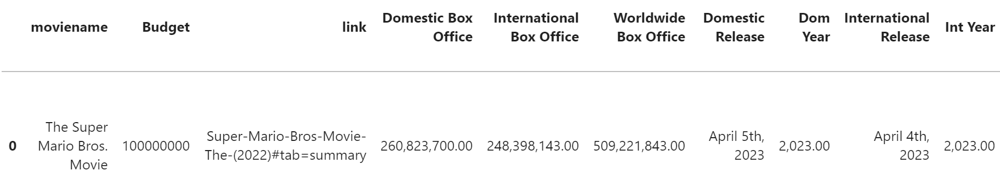 moviename Budget link Domestic Box Office International Box Office Worldwide Box Office Domestic Release Dom Year International Release Int Year
0 The Super Mario Bros. Movie 100000000 Super-Mario-Bros-Movie-The-(2022)#tab=summary 260,823,700.00 248,398,143.00 509,221,843.00 April 5th, 2023 2,023.00 April 4th, 2023 2,023.00